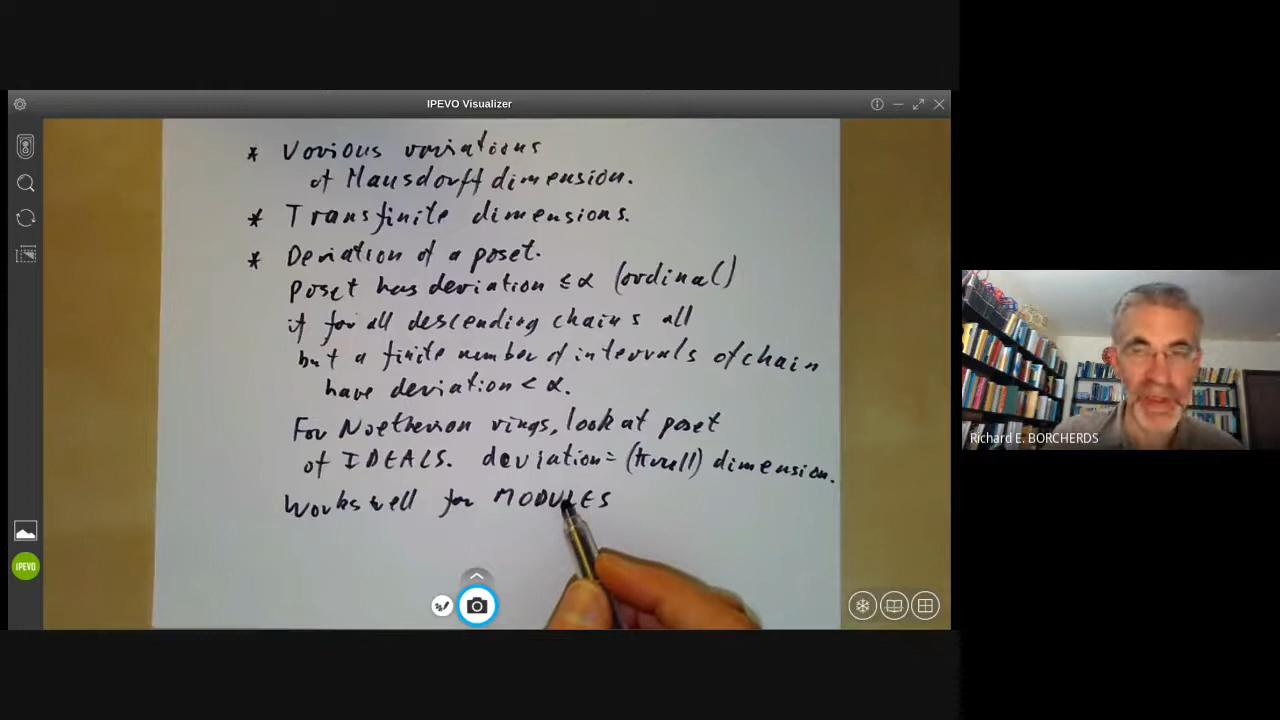 IPEVO Visualizer
* Various variations
of Hausdorff dimension.
* Transfinite dimensions.
* Deviation of a poset.
poset has deviation ≤ α (ordinal)
if for all descending chains all
but a finite number of intervals of chain
have deviation < α.
For Noetherian rings, look at poset
of IDEALS. deviation = (Krull) dimension.
Works well for MODULES
IPEVO
Richard E. BORCHERDS